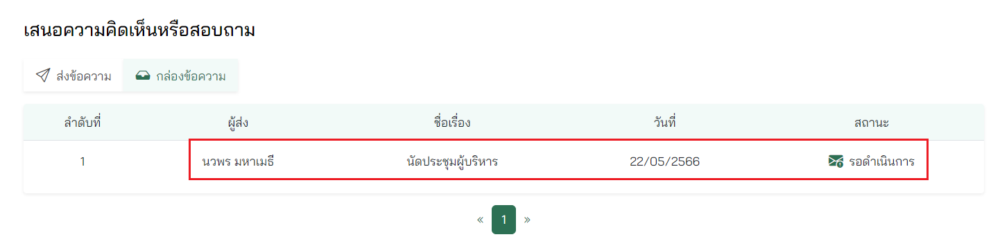 เสนอความคิดเห็นหรือสอบถาม
ส่งข้อความ กล่องข้อความ
ลำดับที่ ผู้ส่ง ชื่อเรื่อง วันที่ สถานะ
1 นวพร มหาเมธี นัดประชุมผู้บริหาร 22/05/2566 รอดำเนินการ
« 1 »